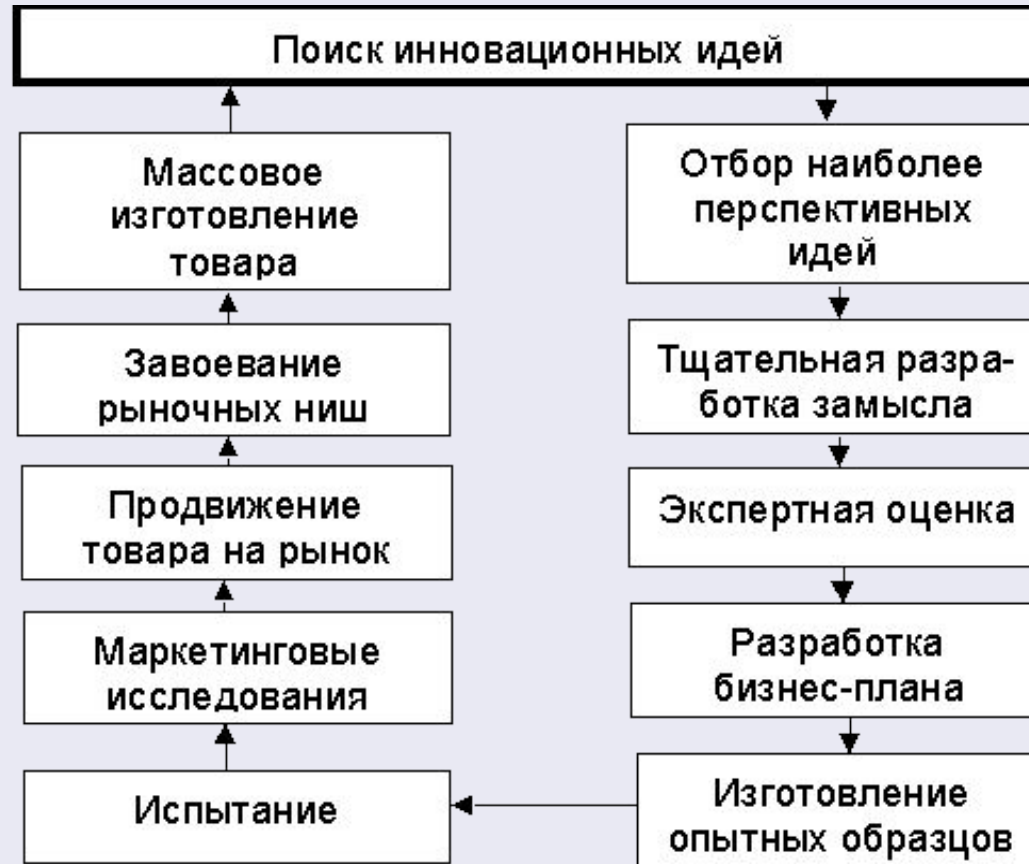 Поиск инновационных идей
Отбор наиболее
перспективных
идей
Тщательная разра-
ботка замысла
Экспертная оценка
Разработка
бизнес-плана
Изготовление
опытных образцов
Испытание
Маркетинговые
исследования
Продвижение
товара на рынок
Завоевание
рыночных ниш
Массовое
изготовление
товара